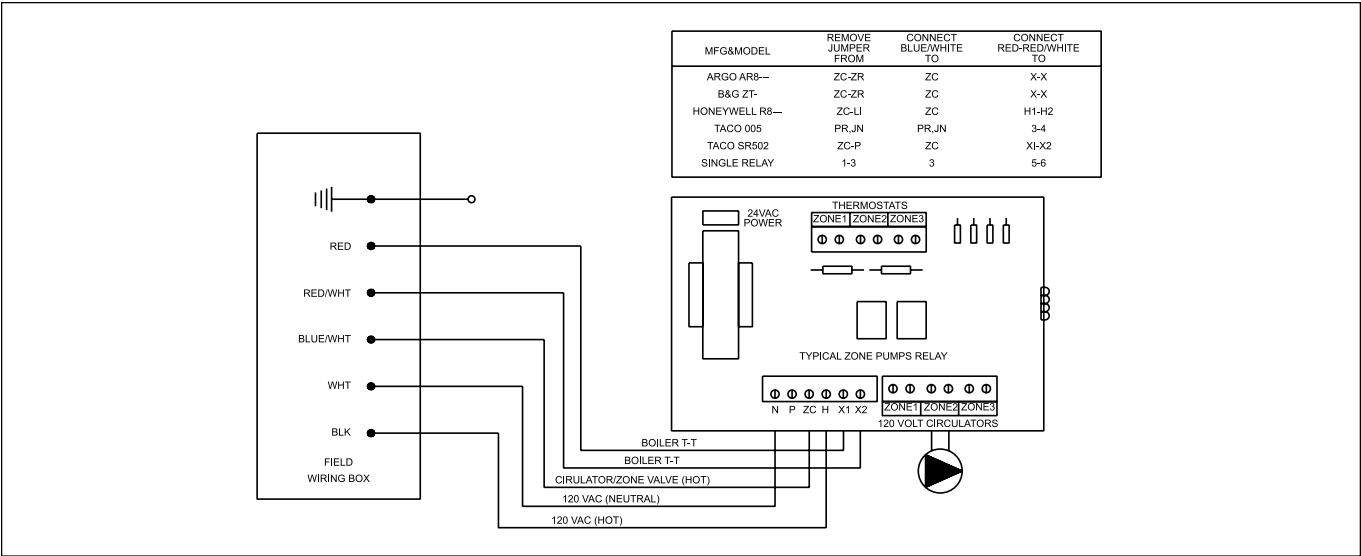 MFG&MODEL REMOVE JUMPER FROM CONNECT BLUE/WHITE TO CONNECT RED-RED/WHITE TO
ARGO AR8-- ZC-ZR ZC X-X
B&G ZT- ZC-ZR ZC X-X
HONEYWELL R8— ZC-LI ZC H1-H2
TACO 005 PR,JN PR,JN 3-4
TACO SR502 ZC-P ZC XI-X2
SINGLE RELAY 1-3 3 5-6
24VAC
POWER
THERMOSTATS
ZONE1 ZONE2 ZONE3
RED
RED/WHT
BLUE/WHT
WHT
BLK
FIELD
WIRING BOX
TYPICAL ZONE PUMPS RELAY
N P ZC H X1 X2
ZONE1 ZONE2 ZONE3
120 VOLT CIRCULATORS
BOILER T-T
BOILER T-T
CIRULATOR/ZONE VALVE (HOT)
120 VAC (NEUTRAL)
120 VAC (HOT)